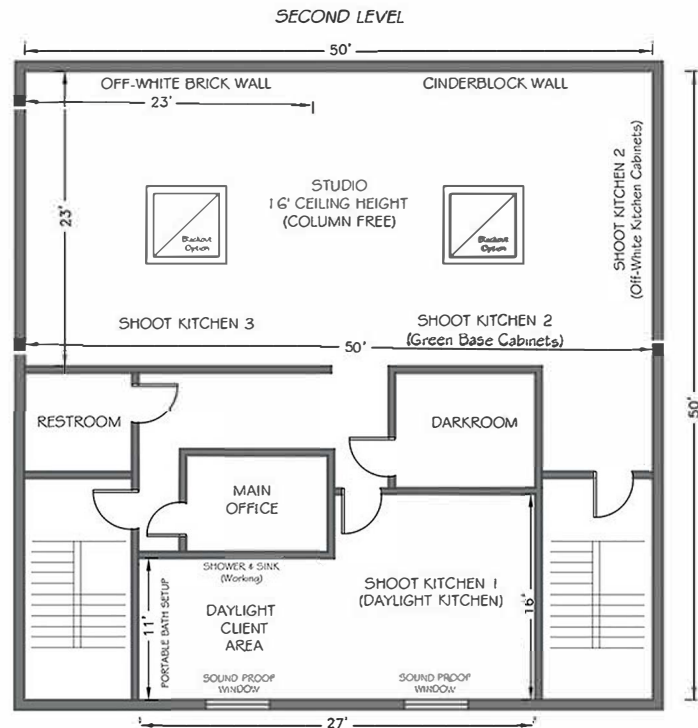 SECOND LEVEL
50'
OFF-WHITE BRICK WALL
CINDERBLOCK WALL
23'
23'
STUDIO
16' CEILING HEIGHT
(COLUMN FREE)
SHOOT KITCHEN 2
(Off-White Kitchen Cabinets)
Blackout
Option
Blackout
Option
SHOOT KITCHEN 3
SHOOT KITCHEN 2
(Green Base Cabinets)
50'
50'
RESTROOM
DARKROOM
MAIN
OFFICE
SHOWER & SINK
(Working)
SHOOT KITCHEN 1
(DAYLIGHT KITCHEN)
PORTABLE BATH SETUP
11'
DAYLIGHT
CLIENT
AREA
16'
SOUND PROOF
WINDOW
SOUND PROOF
WINDOW
27'